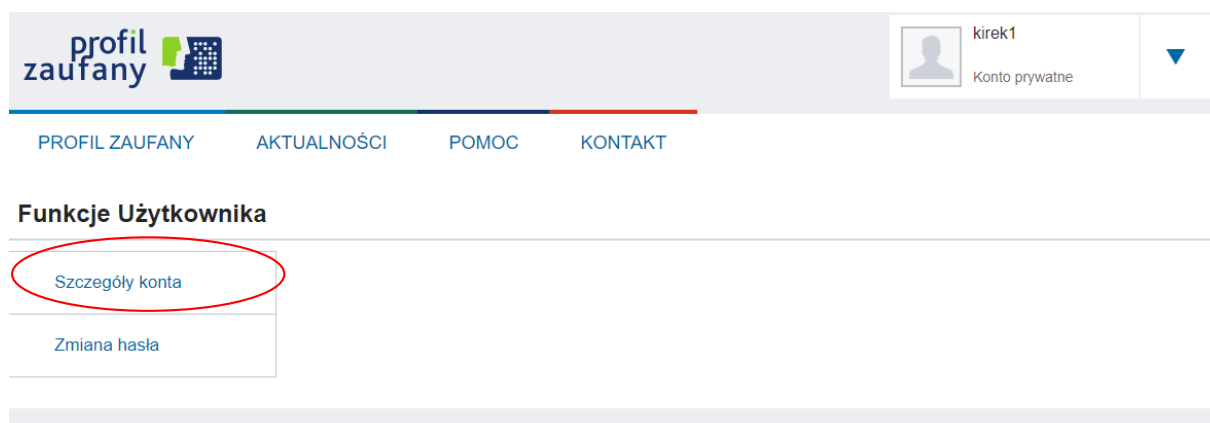 profil
zaufany
kirek1
Konto prywatne
PROFIL ZAUFANY AKTUALNOŚCI POMOC KONTAKT
Funkcje Użytkownika
Szczegóły konta
Zmiana hasła